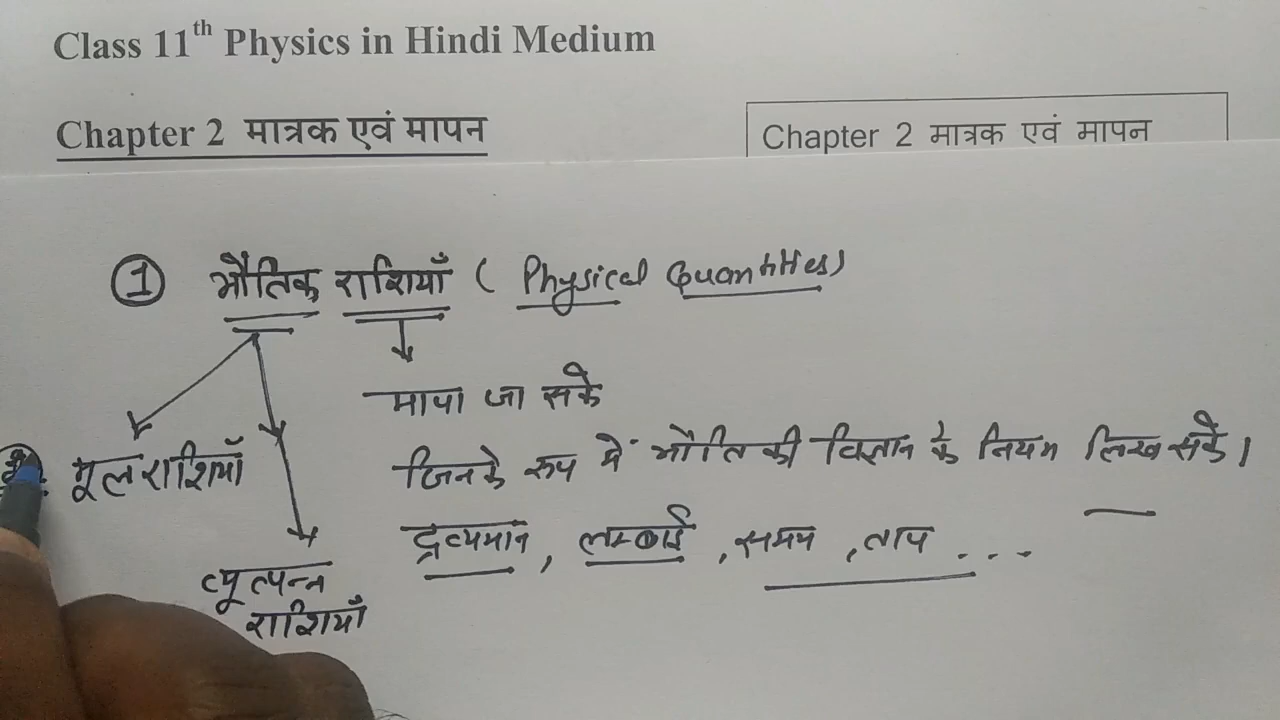 Class 11th Physics in Hindi Medium
Chapter 2 मात्रक एवं मापन
Chapter 2 मात्रक एवं मापन
① भौतिक राशियाँ ( Physical Quantities)
मापा जा सके
मूल राशियाँ
जिनके रूप में भौतिकी विज्ञान के नियम लिख सकें।
द्रव्यमान, लम्बाई, समय, ताप ...
व्युत्पन्न
राशियाँ